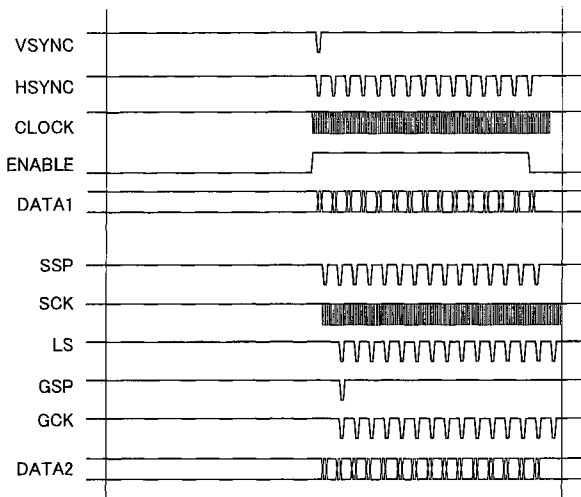 VSYNC
HSYNC
CLOCK
ENABLE
DATA1
SSP
SCK
LS
GSP
GCK
DATA2